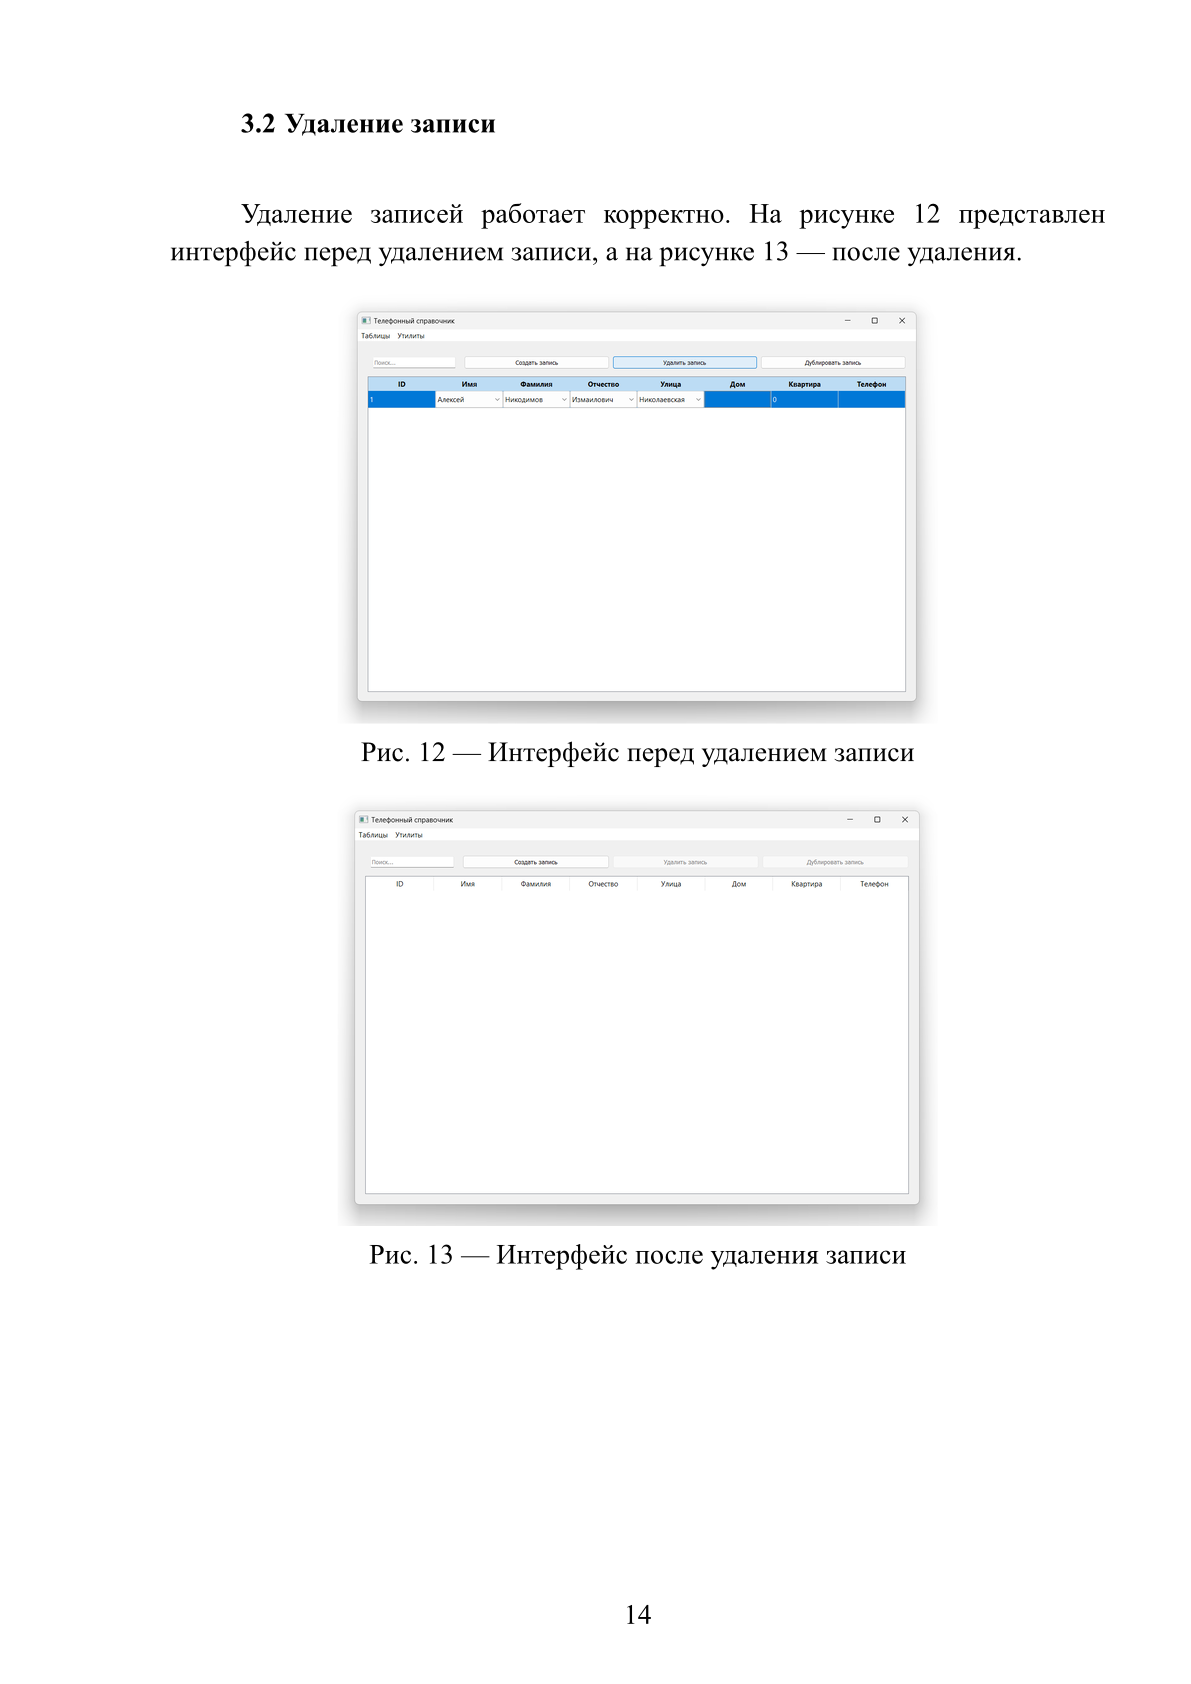 3.2 Удаление записи
Удаление записей работает корректно. На рисунке 12 представлен
интерфейс перед удалением записи, а на рисунке 13 — после удаления.
Телефонный справочник
Таблицы Утилиты
Поиск... Создать запись Удалить запись Дублировать запись
ID Имя Фамилия Отчество Улица Дом Квартира Телефон
1 Алексей Никодимов Измаилович Николаевская 0
Рис. 12 — Интерфейс перед удалением записи
Телефонный справочник
Таблицы Утилиты
Поиск... Создать запись Удалить запись Дублировать запись
ID Имя Фамилия Отчество Улица Дом Квартира Телефон
Рис. 13 — Интерфейс после удаления записи
14